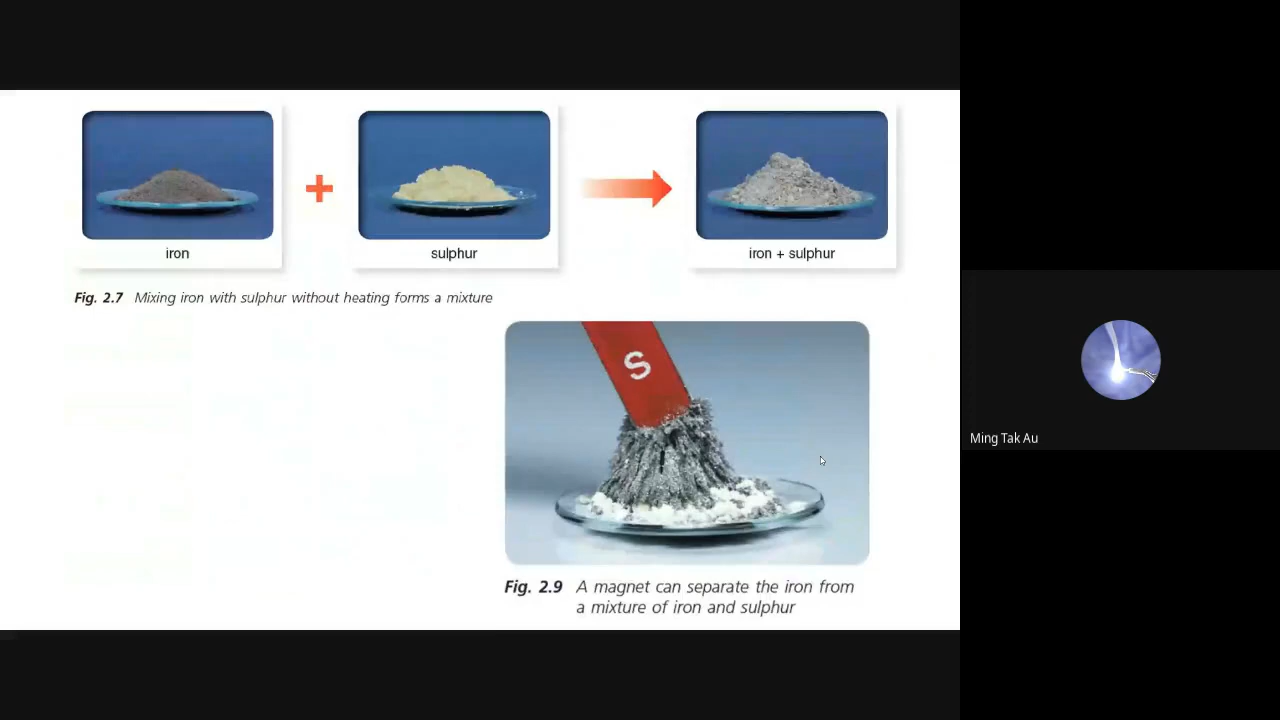 iron
+
sulphur
iron + sulphur
Fig. 2.7 Mixing iron with sulphur without heating forms a mixture
S
Fig. 2.9 A magnet can separate the iron from
a mixture of iron and sulphur
Ming Tak Au